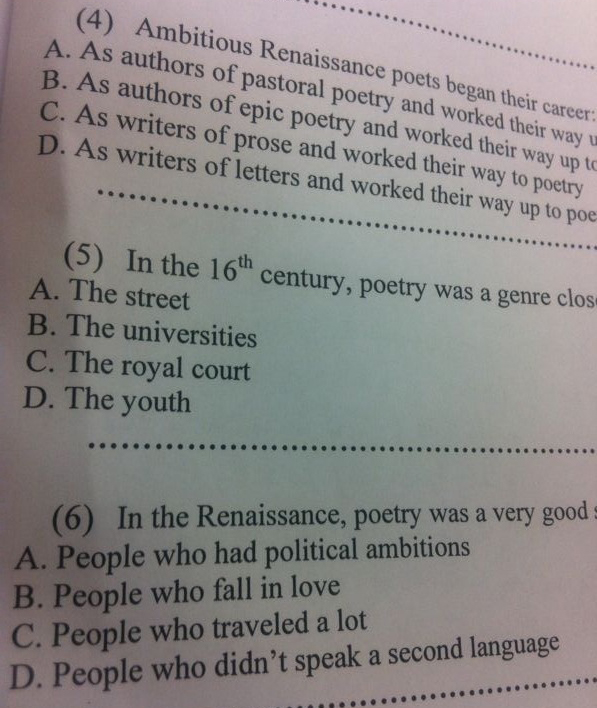 (4) Ambitious Renaissance poets began their career:
A. As authors of pastoral poetry and worked their way u
B. As authors of epic poetry and worked their way up to
C. As writers of prose and worked their way to poetry
D. As writers of letters and worked their way up to poe
(5) In the 16th century, poetry was a genre close
A. The street
B. The universities
C. The royal court
D. The youth
(6) In the Renaissance, poetry was a very good s
A. People who had political ambitions
B. People who fall in love
C. People who traveled a lot
D. People who didn't speak a second language